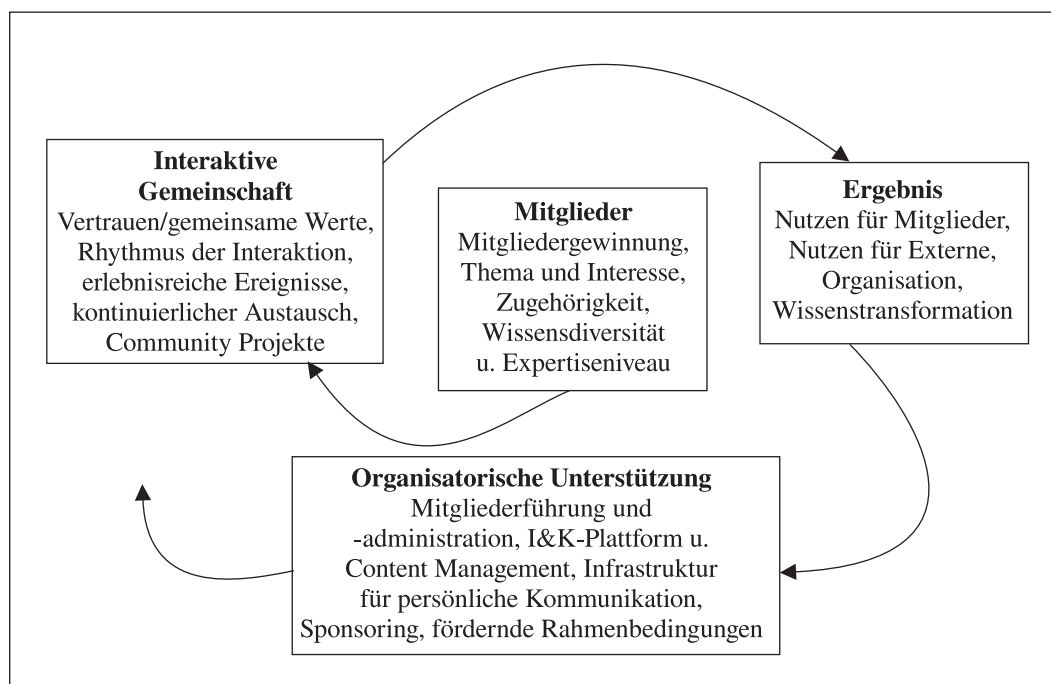 Interaktive
Gemeinschaft
Vertrauen/gemeinsame Werte,
Rhythmus der Interaktion,
erlebnisreiche Ereignisse,
kontinuierlicher Austausch,
Community Projekte
Mitglieder
Mitgliedergewinnung,
Thema und Interesse,
Zugehörigkeit,
Wissensdiversität
u. Expertiseniveau
Ergebnis
Nutzen für Mitglieder,
Nutzen für Externe,
Organisation,
Wissenstransformation
Organisatorische Unterstützung
Mitgliederführung und
-administration, I&K-Plattform u.
Content Management, Infrastruktur
für persönliche Kommunikation,
Sponsoring, fördernde Rahmenbedingungen